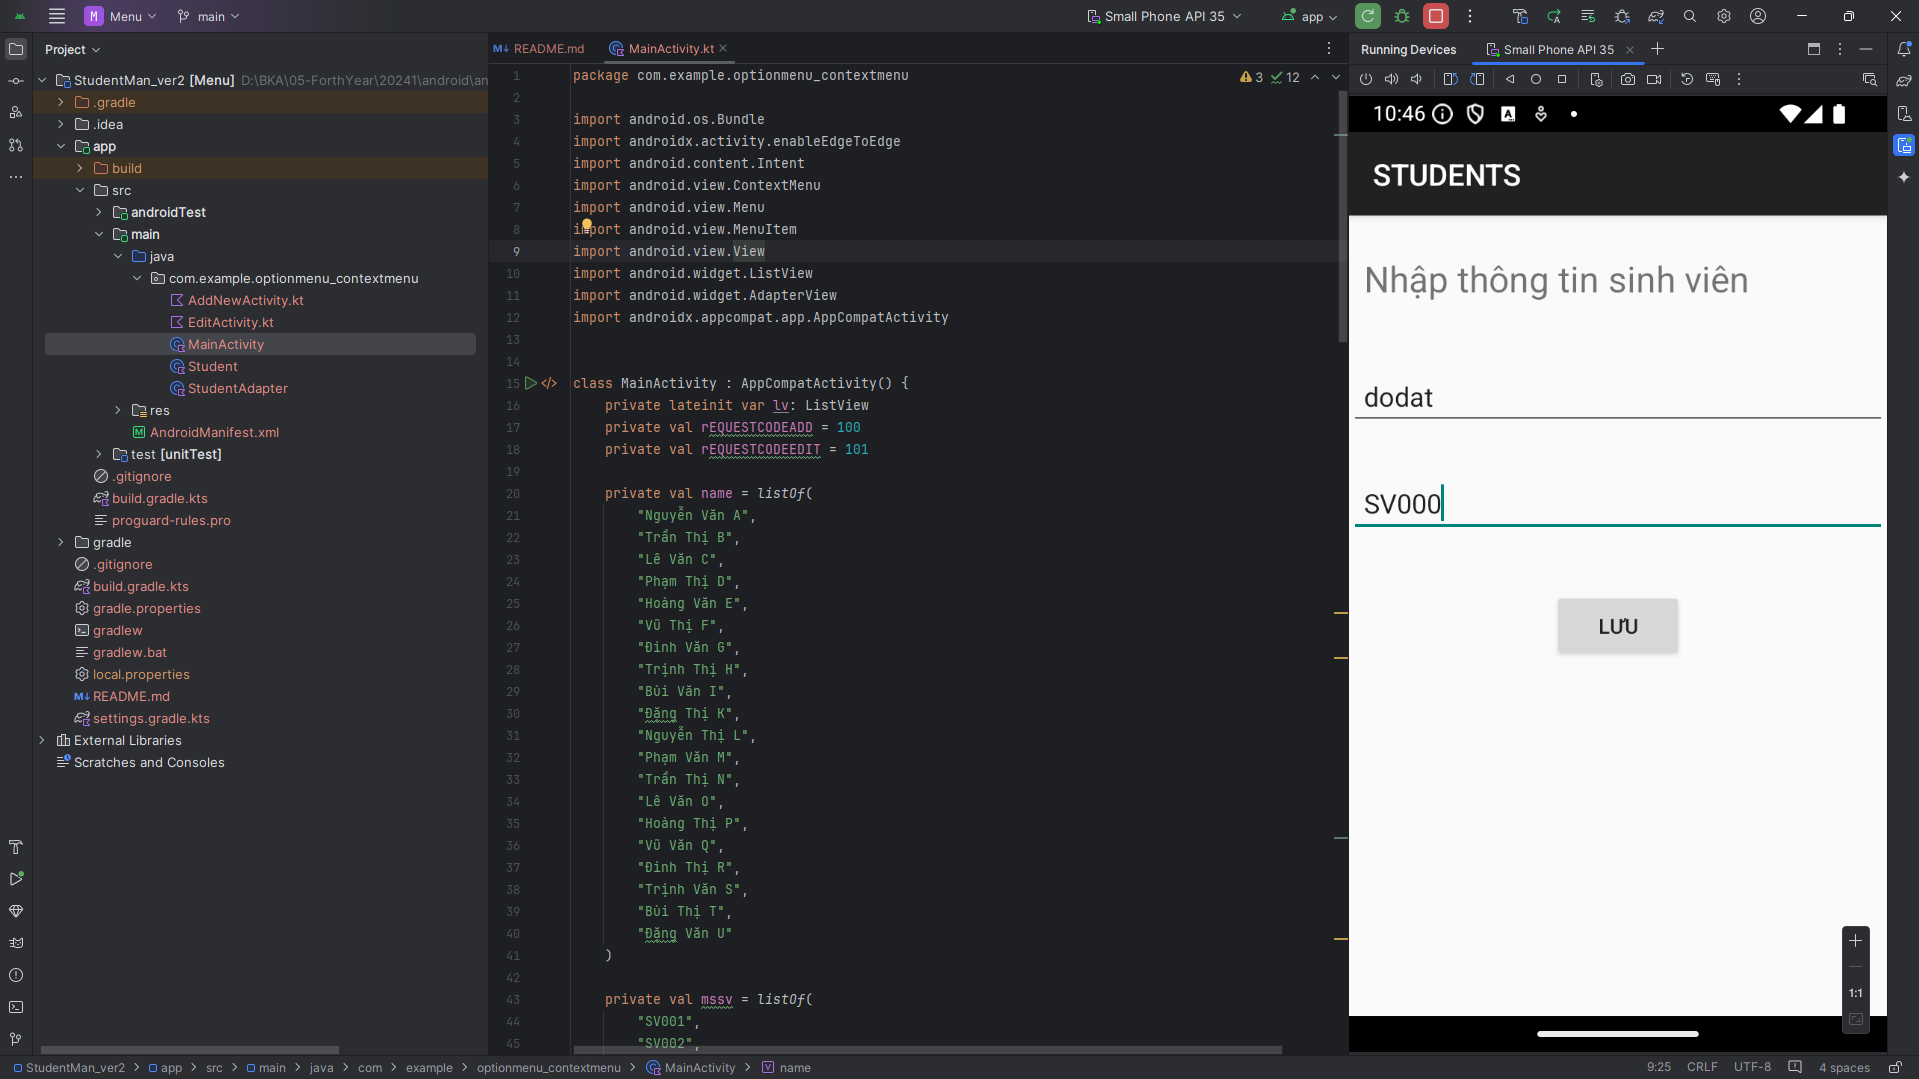 M Menu
main
Small Phone API 35
app
Project
StudentMan_ver2 [Menu] D:\BKA\05-ForthYear\20241\android\an
.gradle
.idea
app
build
src
androidTest
main
java
com.example.optionmenu_contextmenu
AddNewActivity.kt
EditActivity.kt
MainActivity
Student
StudentAdapter
res
AndroidManifest.xml
test [unitTest]
.gitignore
build.gradle.kts
proguard-rules.pro
gradle
.gitignore
build.gradle.kts
gradle.properties
gradlew
gradlew.bat
local.properties
README.md
settings.gradle.kts
External Libraries
Scratches and Consoles
README.md
MainActivity.kt
3 12
1 package com.example.optionmenu_contextmenu
2
3 import android.os.Bundle
4 import androidx.activity.enableEdgeToEdge
5 import android.content.Intent
6 import android.view.ContextMenu
7 import android.view.Menu
8 import android.view.MenuItem
9 import android.view.View
10 import android.widget.ListView
11 import android.widget.AdapterView
12 import androidx.appcompat.app.AppCompatActivity
13
14
15 class MainActivity : AppCompatActivity() {
16 private lateinit var lv: ListView
17 private val rEQUESTCODEADD = 100
18 private val rEQUESTCODEEDIT = 101
19
20 private val name = listOf(
21 "Nguyễn Văn A",
22 "Trần Thị B",
23 "Lê Văn C",
24 "Phạm Thị D",
25 "Hoàng Văn E",
26 "Vũ Thị F",
27 "Đinh Văn G",
28 "Trịnh Thị H",
29 "Bùi Văn I",
30 "Đặng Thị K",
31 "Nguyễn Thị L",
32 "Phạm Văn M",
33 "Trần Thị N",
34 "Lê Văn O",
35 "Hoàng Thị P",
36 "Vũ Văn Q",
37 "Đinh Thị R",
38 "Trịnh Văn S",
39 "Bùi Thị T",
40 "Đặng Văn U"
41 )
42
43 private val mssv = listOf(
44 "SV001",
45 "SV002",
Running Devices
Small Phone API 35
10:46
STUDENTS
Nhập thông tin sinh viên
dodat
SV000
LƯU
1:1
StudentMan_ver2 > app > src > main > java > com > example > optionmenu_contextmenu > MainActivity > name
9:25 CRLF UTF-8 4 spaces